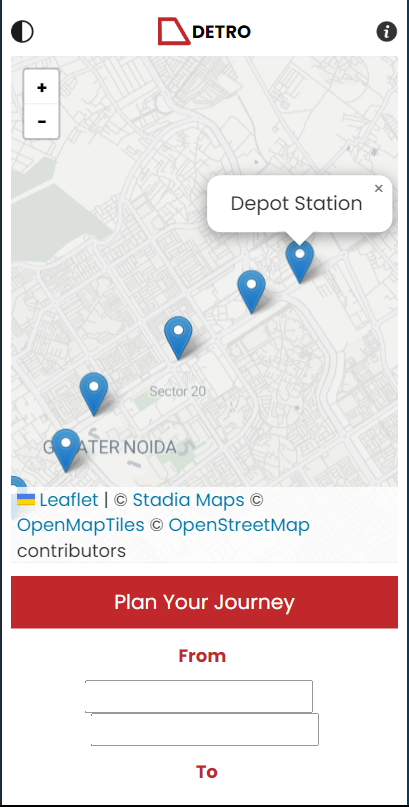 DETRO
i
+
Depot Station ×
−
Sector 20
GREATER NOIDA
Leaflet | © Stadia Maps ©
OpenMapTiles © OpenStreetMap
contributors
Plan Your Journey
From
To